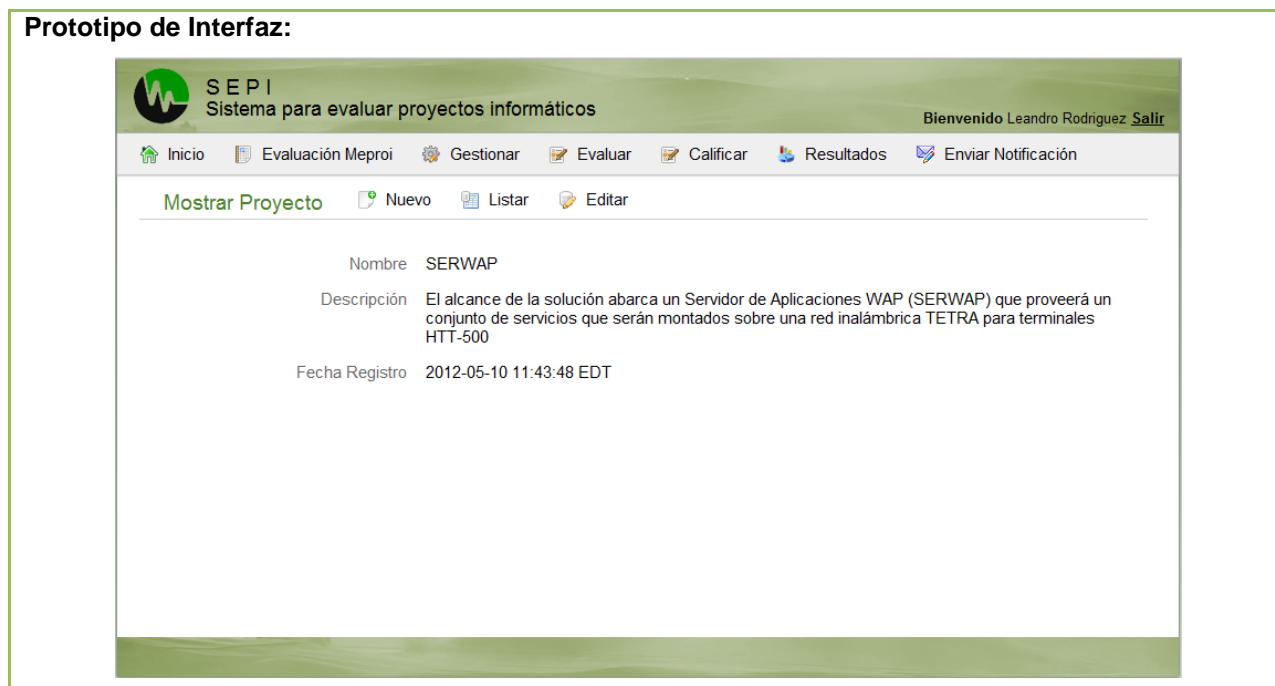 Prototipo de Interfaz:
S E P I
Sistema para evaluar proyectos informáticos
Bienvenido Leandro Rodriguez Salir
Inicio Evaluación Meproi Gestionar Evaluar Calificar Resultados Enviar Notificación
Mostrar Proyecto Nuevo Listar Editar
Nombre SERWAP
Descripción El alcance de la solución abarca un Servidor de Aplicaciones WAP (SERWAP) que proveerá un
conjunto de servicios que serán montados sobre una red inalámbrica TETRA para terminales
HTT-500
Fecha Registro 2012-05-10 11:43:48 EDT